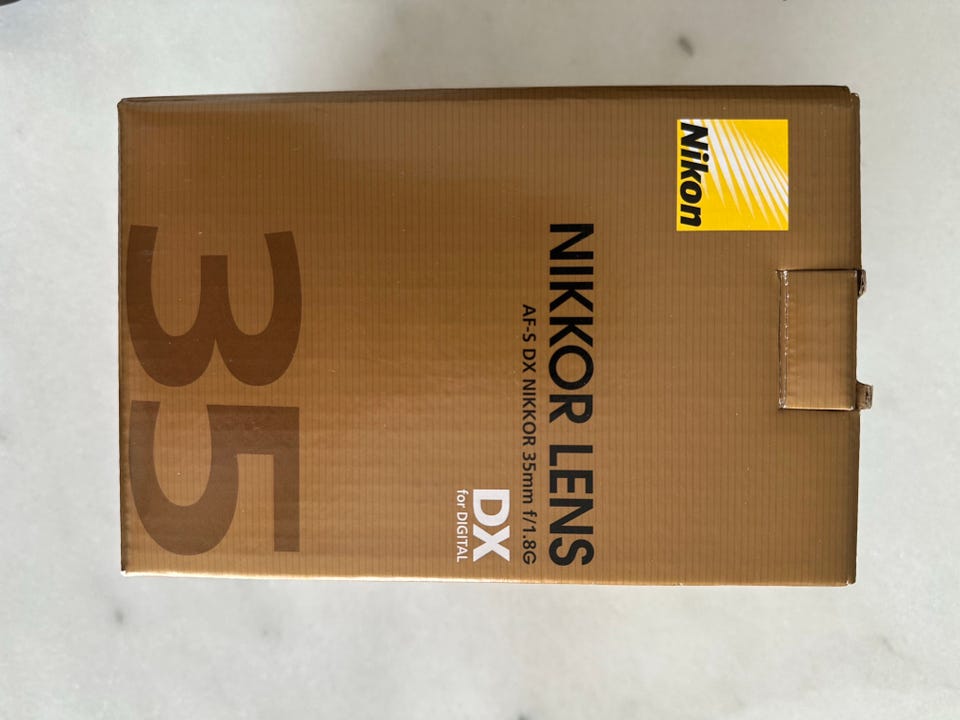 Nikon
NIKKOR LENS
AF-S DX NIKKOR 35mm f/1.8G
DX
for DIGITAL
35